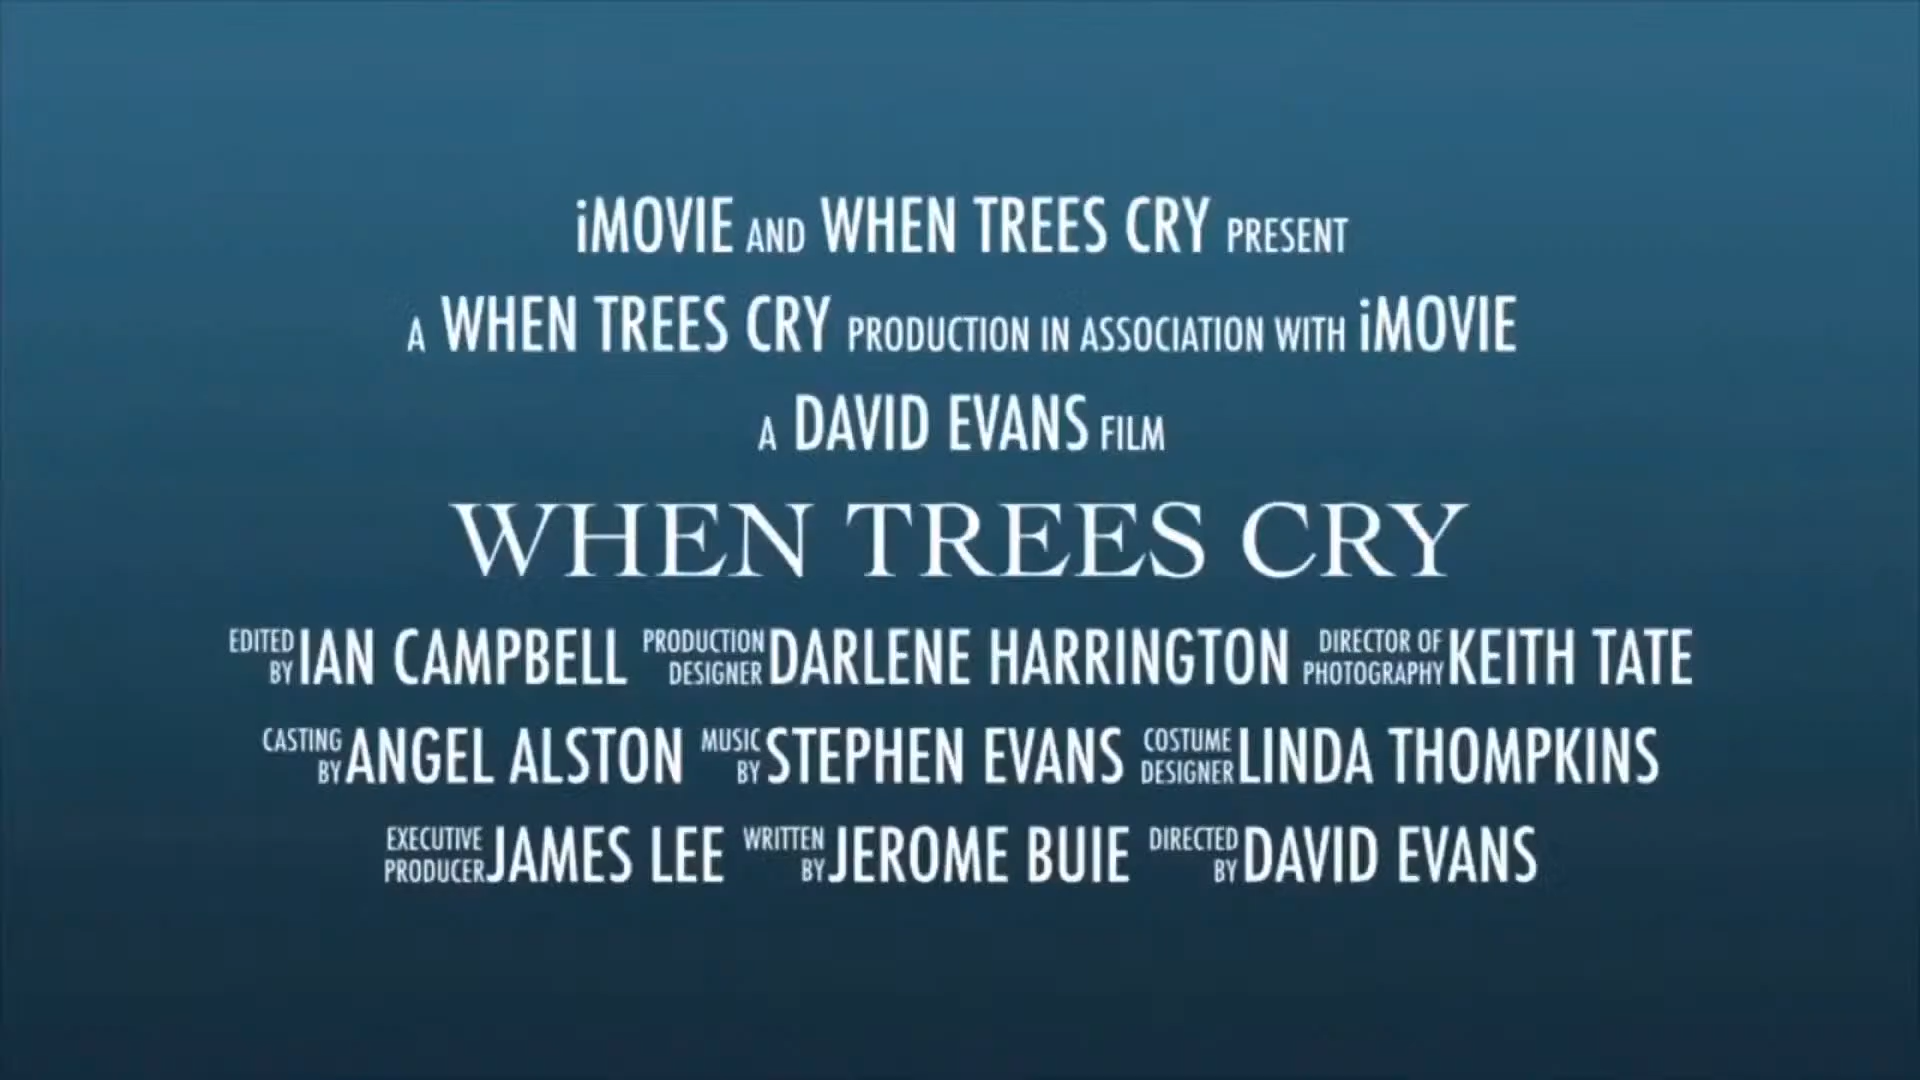 iMOVIE AND WHEN TREES CRY PRESENT
A WHEN TREES CRY PRODUCTION IN ASSOCIATION WITH iMOVIE
A DAVID EVANS FILM
WHEN TREES CRY
EDITED BY IAN CAMPBELL PRODUCTION DESIGNER DARLENE HARRINGTON DIRECTOR OF PHOTOGRAPHY KEITH TATE
CASTING BY ANGEL ALSTON MUSIC BY STEPHEN EVANS COSTUME DESIGNER LINDA THOMPKINS
EXECUTIVE PRODUCER JAMES LEE WRITTEN BY JEROME BUIE DIRECTED BY DAVID EVANS